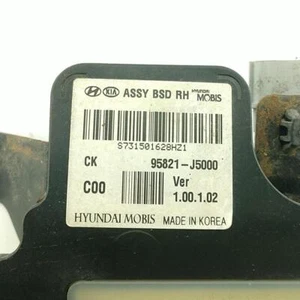 KIA ASSY BSD RH HYUNDAI MOBIS
S731501628HZ1
CK 95821-J5000
C00 Ver
1.00.1.02
HYUNDAI MOBIS MADE IN KOREA